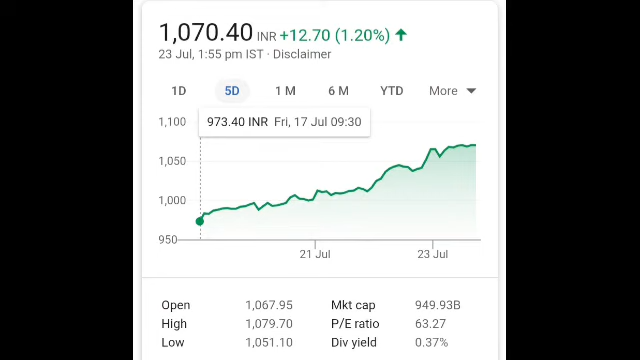 1,070.40 INR +12.70 (1.20%) ↑
23 Jul, 1:55 pm IST · Disclaimer
1D 5D 1 M 6 M YTD More
973.40 INR Fri, 17 Jul 09:30
1,100
1,050
1,000
950
21 Jul 23 Jul
Open 1,067.95 Mkt cap 949.93B
High 1,079.70 P/E ratio 63.27
Low 1,051.10 Div yield 0.37%